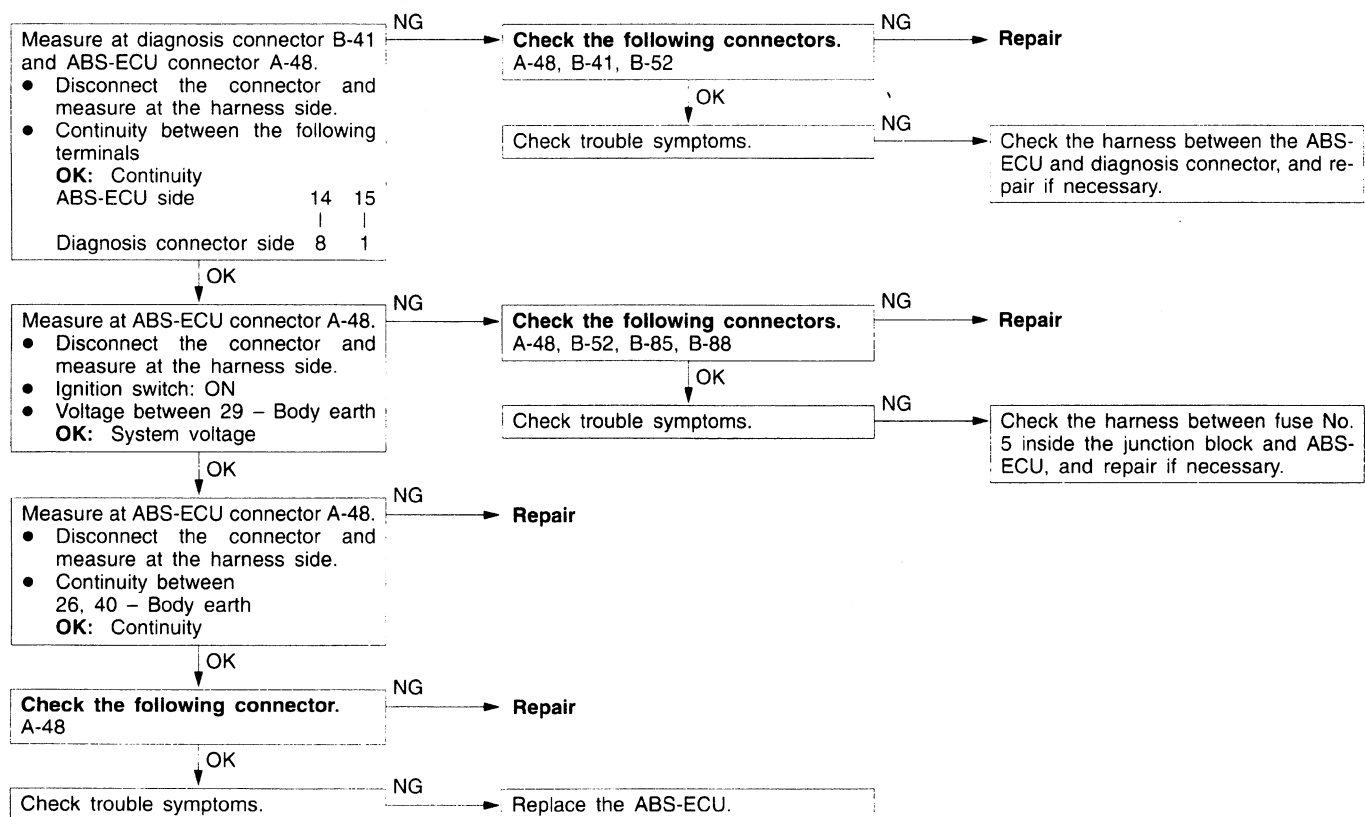 Measure at diagnosis connector B-41
and ABS-ECU connector A-48.
● Disconnect the connector and
measure at the harness side.
● Continuity between the following
terminals
OK: Continuity
ABS-ECU side 14 15
| |
Diagnosis connector side 8 1
NG
Check the following connectors.
A-48, B-41, B-52
NG
Repair
OK
Check trouble symptoms.
NG
Check the harness between the ABS-
ECU and diagnosis connector, and re-
pair if necessary.
OK
Measure at ABS-ECU connector A-48.
● Disconnect the connector and
measure at the harness side.
● Ignition switch: ON
● Voltage between 29 – Body earth
OK: System voltage
NG
Check the following connectors.
A-48, B-52, B-85, B-88
NG
Repair
OK
Check trouble symptoms.
NG
Check the harness between fuse No.
5 inside the junction block and ABS-
ECU, and repair if necessary.
OK
Measure at ABS-ECU connector A-48.
● Disconnect the connector and
measure at the harness side.
● Continuity between
26, 40 – Body earth
OK: Continuity
NG
Repair
OK
Check the following connector.
A-48
NG
Repair
OK
Check trouble symptoms.
NG
Replace the ABS-ECU.